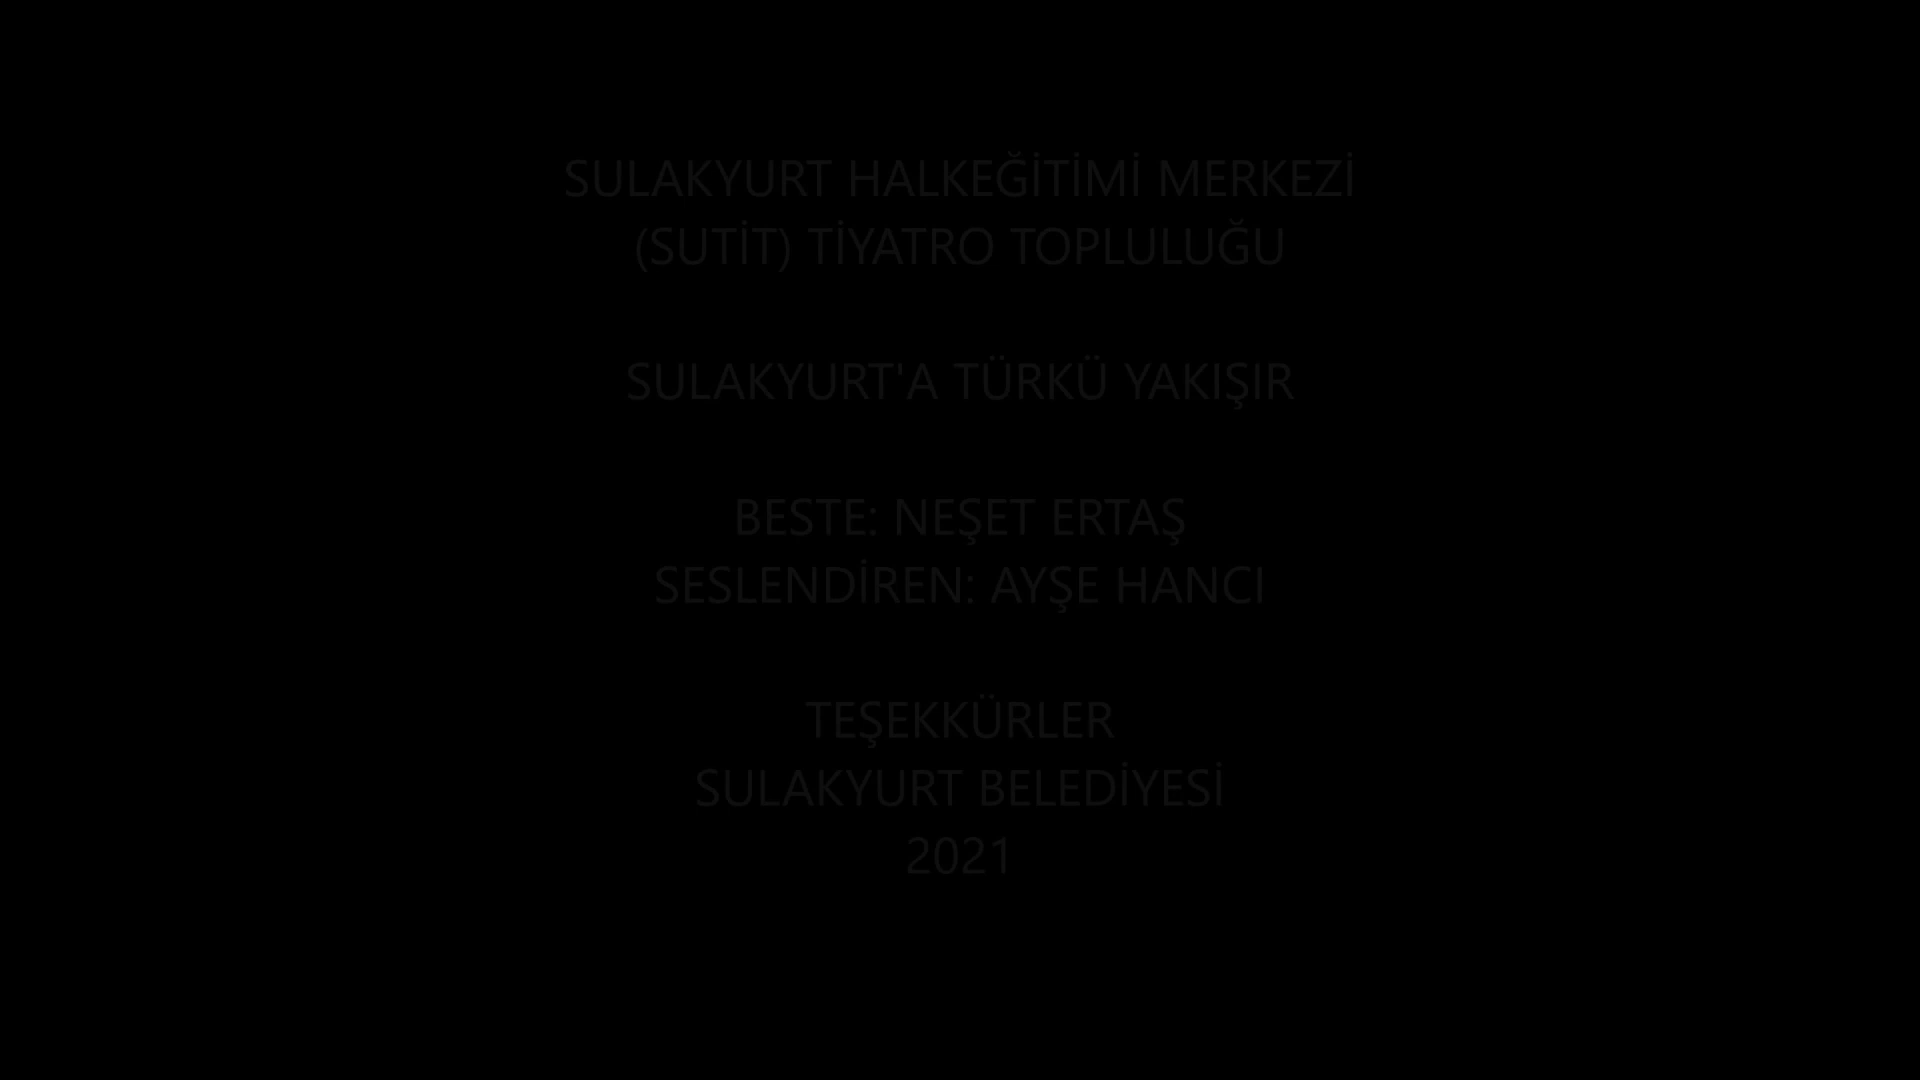 SULAKYURT HALKEĞİTİMİ MERKEZİ
(SUTİT) TİYATRO TOPLULUĞU
SULAKYURT'A TÜRKÜ YAKIŞIR
BESTE: NEŞET ERTAŞ
SESLENDİREN: AYŞE HANCI
TEŞEKKÜRLER
SULAKYURT BELEDİYESİ
2021